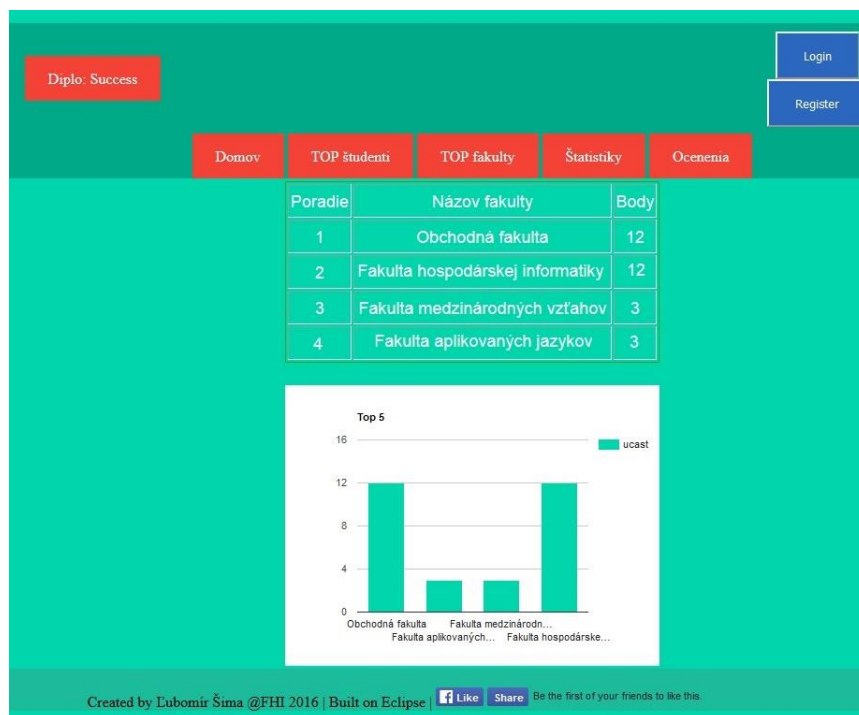 Login
Diplo: Success
Register
Domov TOP študenti TOP fakulty Štatistiky Ocenenia
Poradie Názov fakulty Body
1 Obchodná fakulta 12
2 Fakulta hospodárskej informatiky 12
3 Fakulta medzinárodných vzťahov 3
4 Fakulta aplikovaných jazykov 3
Top 5
16
ucast
12
8
4
0
Obchodná fakulta Fakulta medzinárodn...
Fakulta aplikovaných... Fakulta hospodárske...
Created by Ľubomír Šima @FHI 2016 | Built on Eclipse | Like Share Be the first of your friends to like this.